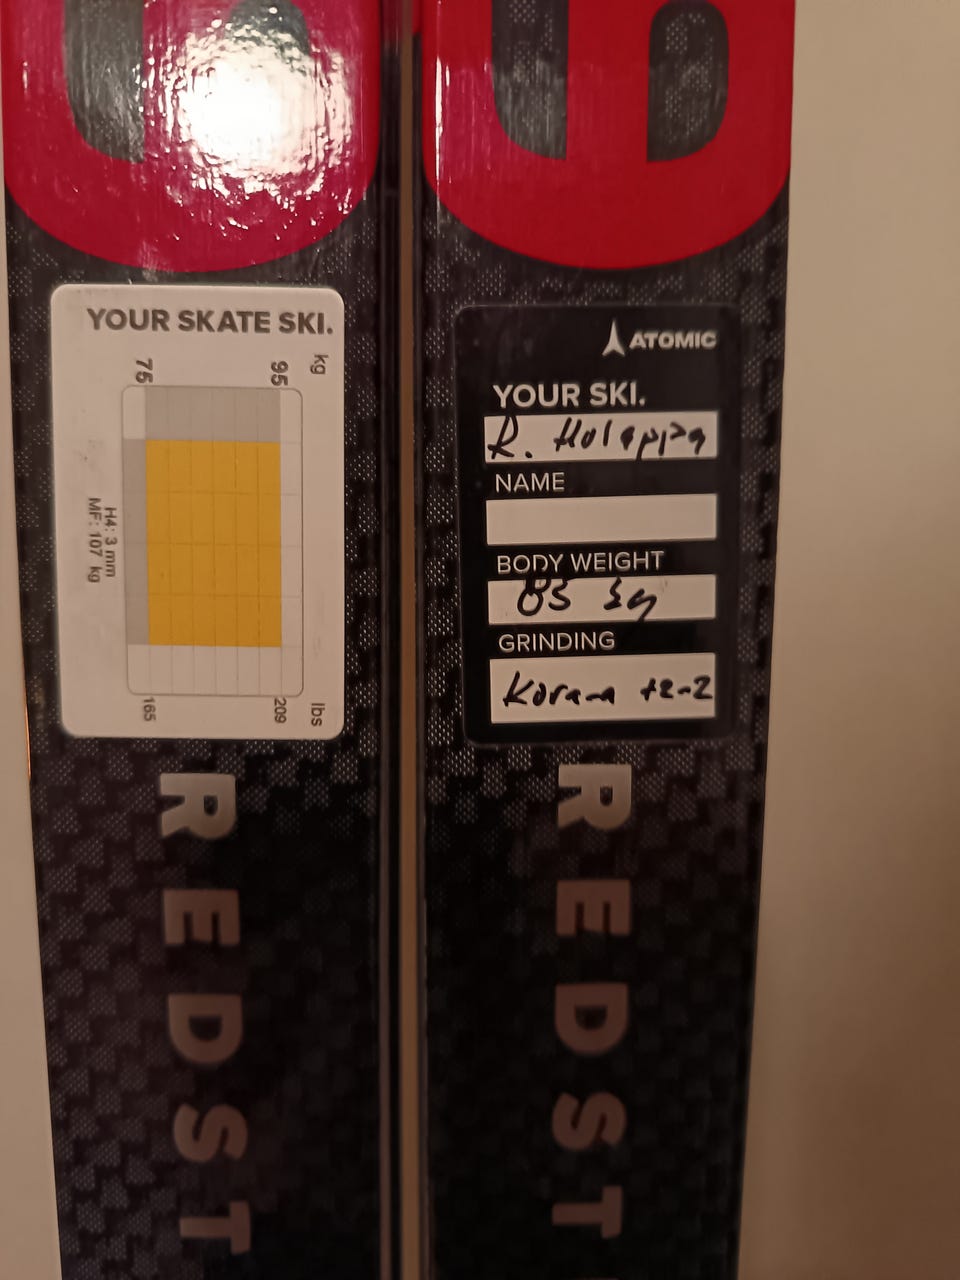 YOUR SKATE SKI.
kg
75 95
H4: 3 mm
MF: 107 kg
165 209
lbs
REDST
ATOMIC
YOUR SKI.
R. Holappa
NAME
BODY WEIGHT
83 kg
GRINDING
REDST